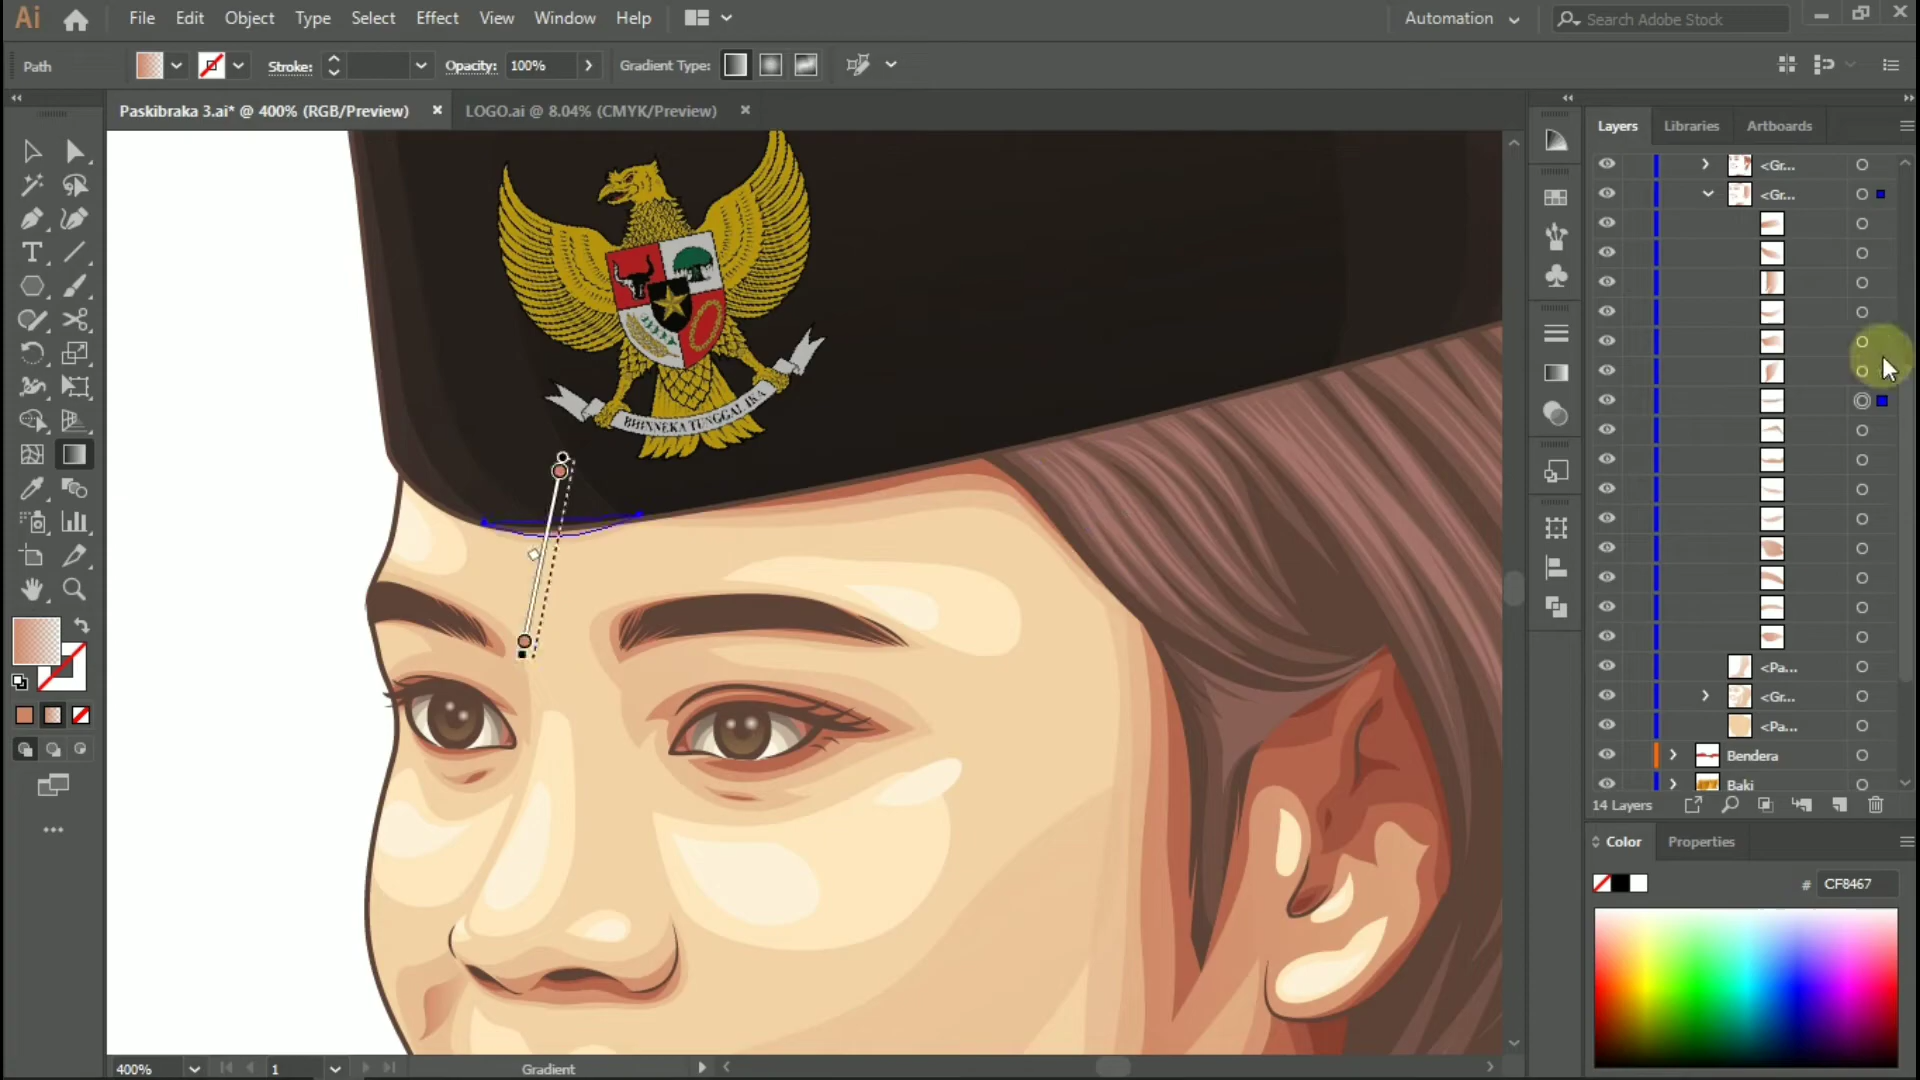 Ai
File Edit Object Type Select Effect View Window Help
Automation
Search Adobe Stock
Path
Stroke:
Opacity:
100%
Gradient Type:
Paskibraka 3.ai* @ 400% (RGB/Preview)
LOGO.ai @ 8.04% (CMYK/Preview)
Layers Libraries Artboards
<Gr...
<Gr...
BHINNEKA TUNGGAL IKA
<Pa...
<Gr...
<Pa...
Bendera
Baki
14 Layers
Color Properties
# CF8467
400%
1
Gradient